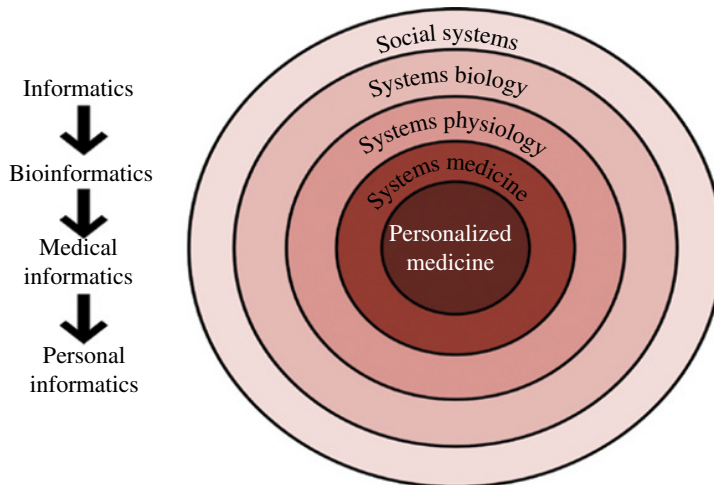 Informatics
Bioinformatics
Medical
informatics
Personal
informatics
Social systems
Systems biology
Systems physiology
Systems medicine
Personalized
medicine